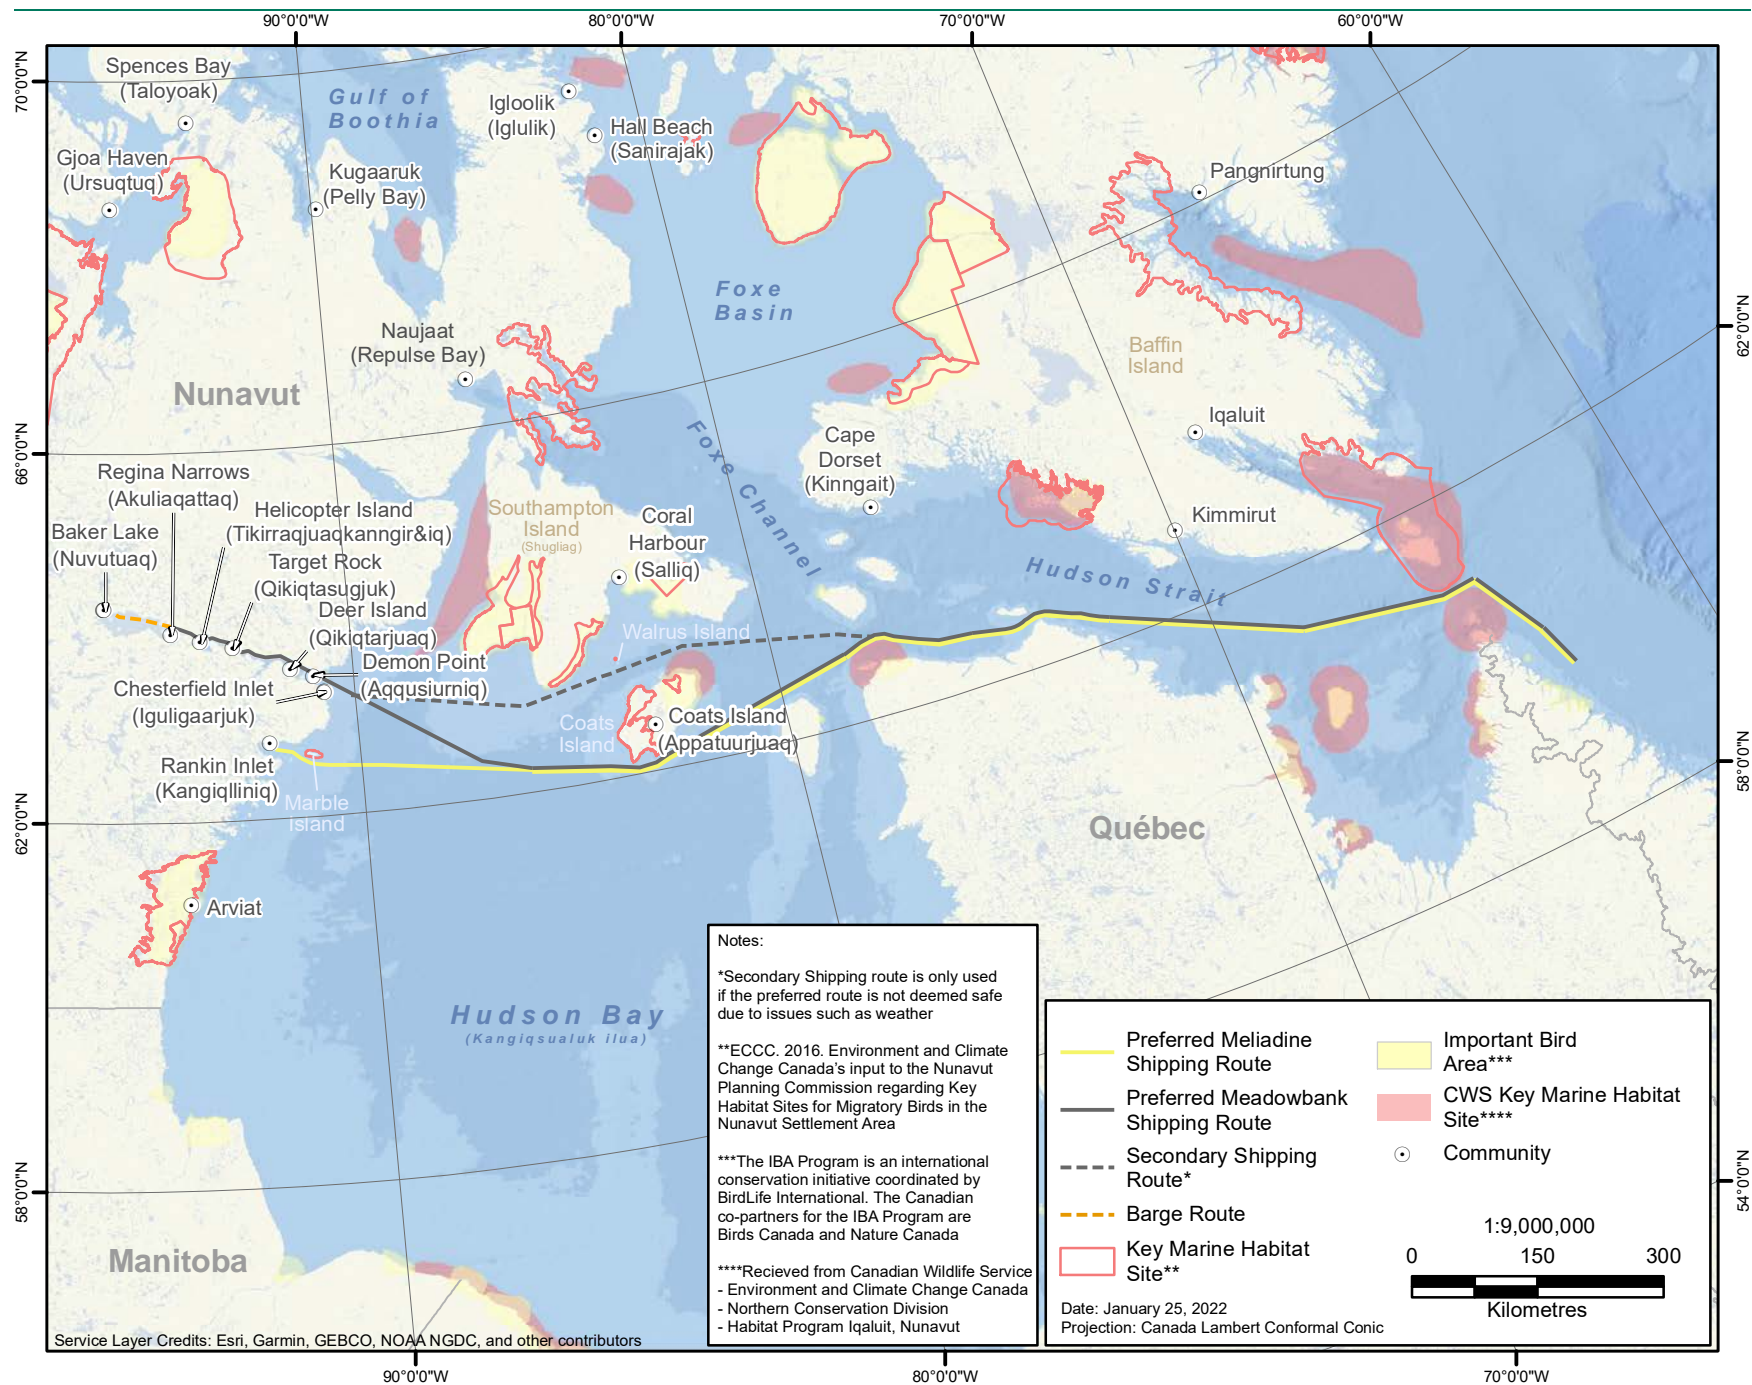 90°0'0"W
80°0'0"W
70°0'0"W
60°0'0"W
70°0'0"N
66°0'0"N
62°0'0"N
58°0'0"N
62°0'0"N
58°0'0"N
54°0'0"N
Spences Bay
(Taloyoak)
Gulf of
Boothia
Igloolik
(Iglulik)
Hall Beach
(Sanirajak)
Gjoa Haven
(Ursuqtuq)
Kugaaruk
(Pelly Bay)
Pangnirtung
Foxe
Basin
Naujaat
(Repulse Bay)
Baffin
Island
Nunavut
Iqaluit
Foxe Channel
Cape
Dorset
(Kinngait)
Regina Narrows
(Akuliaqattaq)
Helicopter Island
(Tikirraqjuaqkanngir&iq)
Southampton
Island
(Shugliag)
Coral
Harbour
(Salliq)
Kimmirut
Baker Lake
(Nuvutuaq)
Target Rock
(Qikiqtasugjuk)
Hudson Strait
Deer Island
(Qikiqtarjuaq)
Walrus Island
Demon Point
(Aqqusiurniq)
Chesterfield Inlet
(Iguligaarjuk)
Coats
Island
Coats Island
(Appatuurjuaq)
Rankin Inlet
(Kangiqlliniq)
Marble
Island
Québec
Arviat
Hudson Bay
(Kangiqsualuk ilua)
Manitoba
Notes:
*Secondary Shipping route is only used
if the preferred route is not deemed safe
due to issues such as weather
**ECCC. 2016. Environment and Climate
Change Canada's input to the Nunavut
Planning Commission regarding Key
Habitat Sites for Migratory Birds in the
Nunavut Settlement Area
***The IBA Program is an international
conservation initiative coordinated by
BirdLife International. The Canadian
co-partners for the IBA Program are
Birds Canada and Nature Canada
****Recieved from Canadian Wildlife Service
- Environment and Climate Change Canada
- Northern Conservation Division
- Habitat Program Iqaluit, Nunavut
Preferred Meliadine
Shipping Route
Preferred Meadowbank
Shipping Route
Secondary Shipping
Route*
Barge Route
Key Marine Habitat
Site**
Important Bird
Area***
CWS Key Marine Habitat
Site****
Community
1:9,000,000
0 150 300
Kilometres
Date: January 25, 2022
Projection: Canada Lambert Conformal Conic
Service Layer Credits: Esri, Garmin, GEBCO, NOAA NGDC, and other contributors
90°0'0"W
80°0'0"W
70°0'0"W